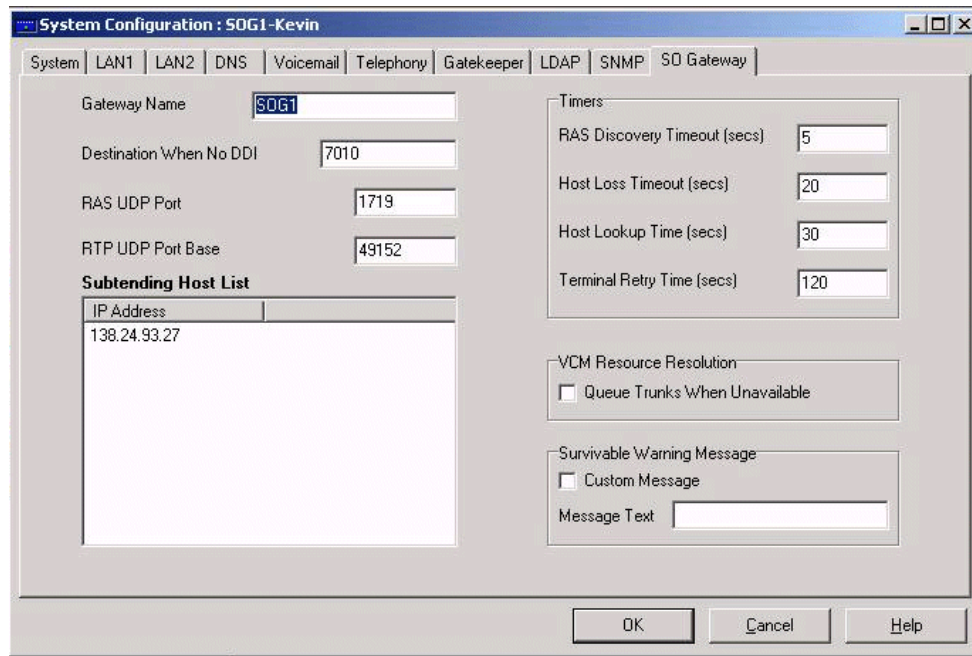 System Configuration : SOG1-Kevin
System LAN1 LAN2 DNS Voicemail Telephony Gatekeeper LDAP SNMP SO Gateway
Gateway Name SOG1
Destination When No DDI 7010
RAS UDP Port 1719
RTP UDP Port Base 49152
Subtending Host List
IP Address
138.24.93.27
Timers
RAS Discovery Timeout (secs) 5
Host Loss Timeout (secs) 20
Host Lookup Time (secs) 30
Terminal Retry Time (secs) 120
VCM Resource Resolution
Queue Trunks When Unavailable
Survivable Warning Message
Custom Message
Message Text
OK Cancel Help